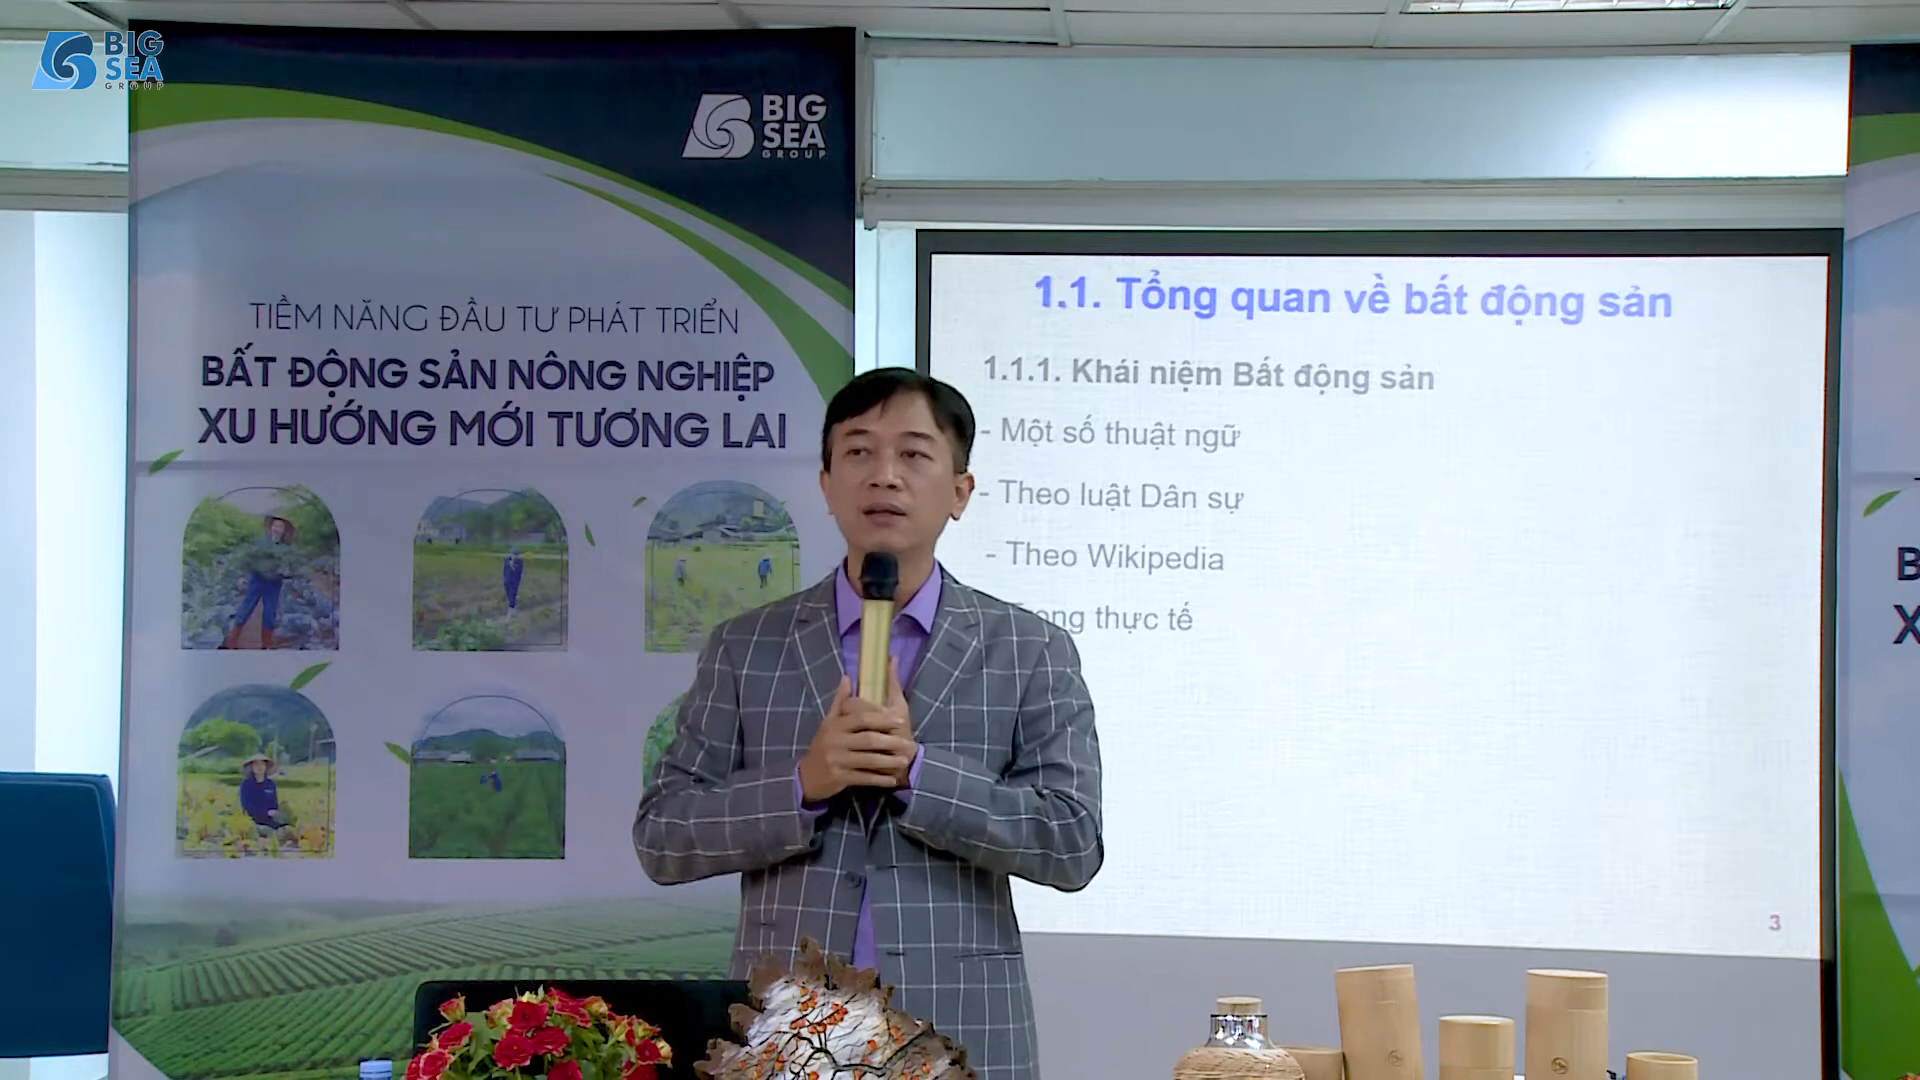 BIG
SEA
GROUP
BIG
SEA
GROUP
TIỀM NĂNG ĐẦU TƯ PHÁT TRIỂN
BẤT ĐỘNG SẢN NÔNG NGHIỆP
XU HƯỚNG MỚI TƯƠNG LAI
1.1. Tổng quan về bất động sản
1.1.1. Khái niệm Bất động sản
- Một số thuật ngữ
- Theo luật Dân sự
- Theo Wikipedia
thực tế
3
B
X